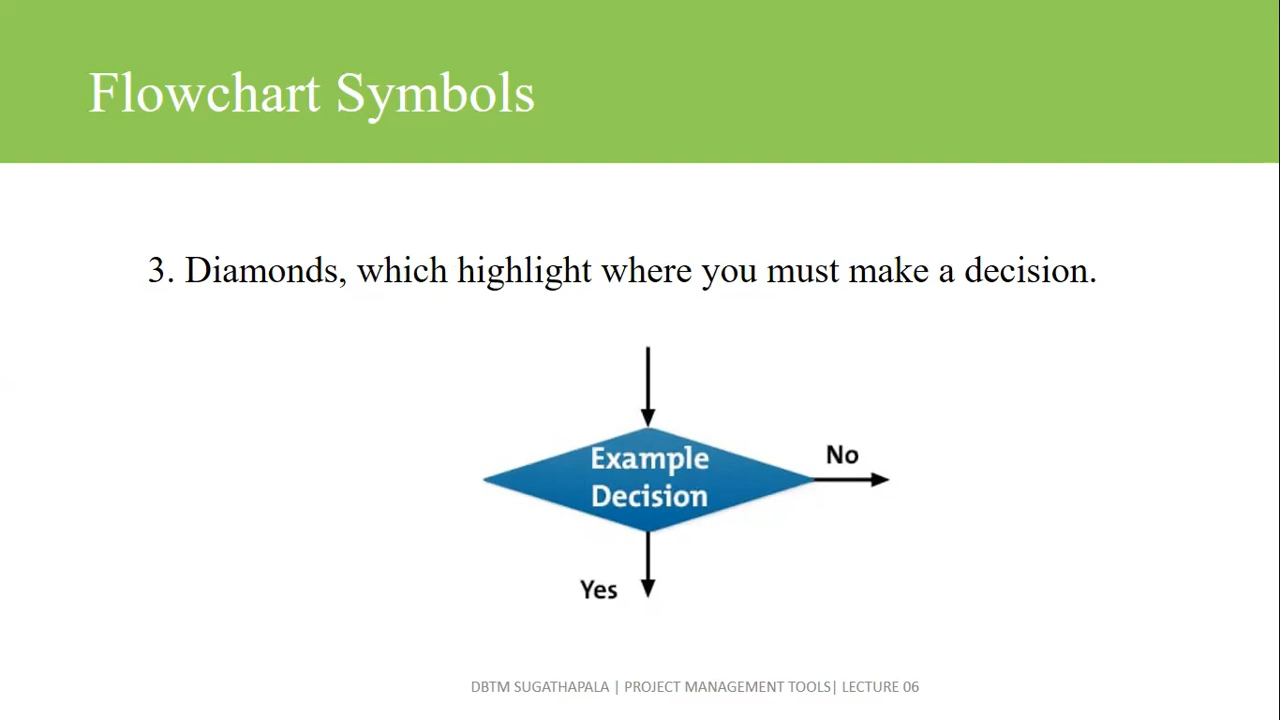 Flowchart Symbols
3. Diamonds, which highlight where you must make a decision.
Example
Decision
No
Yes
DBTM SUGATHAPALA | PROJECT MANAGEMENT TOOLS| LECTURE 06